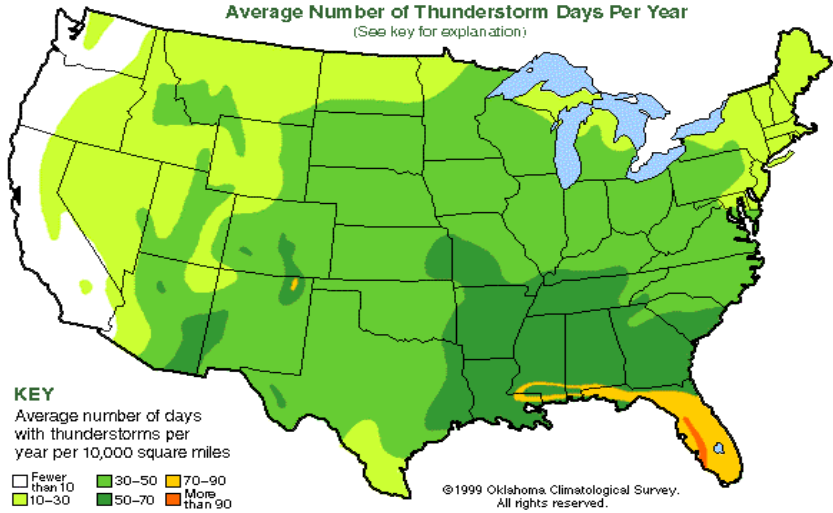 Average Number of Thunderstorm Days Per Year
(See key for explanation)
KEY
Average number of days
with thunderstorms per
year per 10,000 square miles
Fewer than 10
10–30
30–50
50–70
70–90
More than 90
©1999 Oklahoma Climatological Survey.
All rights reserved.